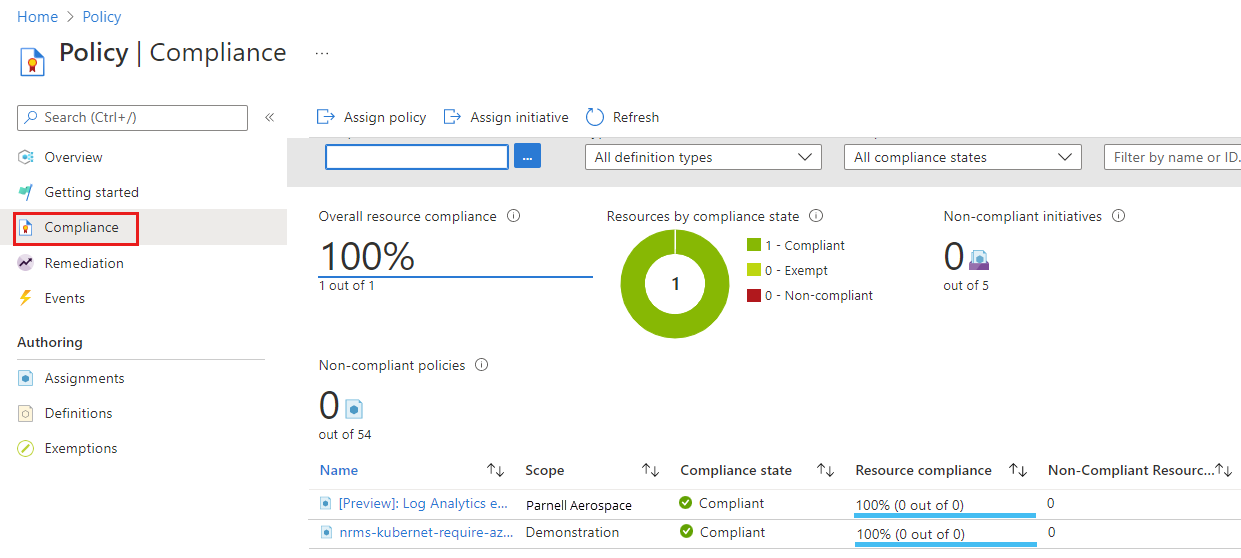 Home > Policy
Policy | Compliance ...
Search (Ctrl+/) «
Overview
Getting started
Compliance
Remediation
Events
Authoring
Assignments
Definitions
Exemptions
Assign policy Assign initiative Refresh
... All definition types All compliance states Filter by name or ID.
Overall resource compliance
100%
1 out of 1
Resources by compliance state
1
1 - Compliant
0 - Exempt
0 - Non-compliant
Non-compliant initiatives
0
out of 5
Non-compliant policies
0
out of 54
Name Scope Compliance state Resource compliance Non-Compliant Resourc...
[Preview]: Log Analytics e... Parnell Aerospace Compliant 100% (0 out of 0) 0
nrms-kubernet-require-az... Demonstration Compliant 100% (0 out of 0) 0